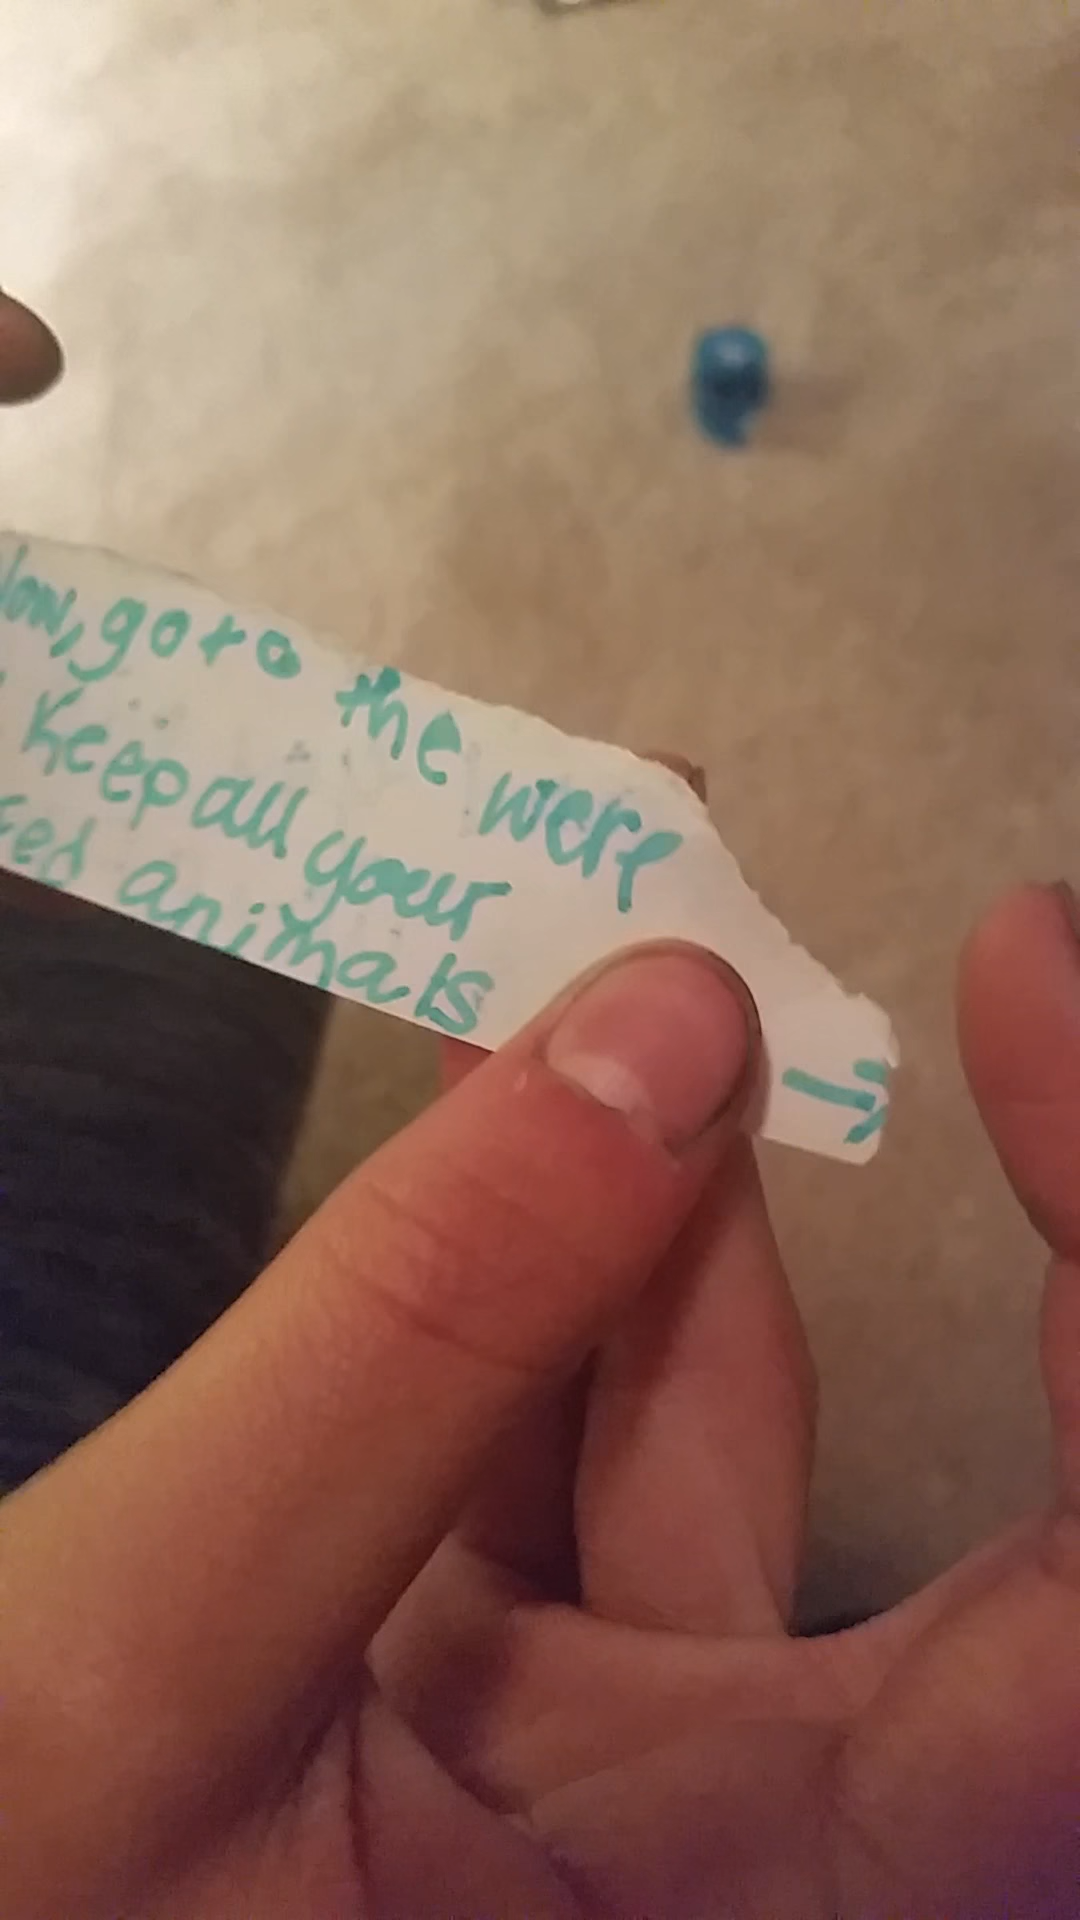 Now, go to the were
Keep all your
animals
→